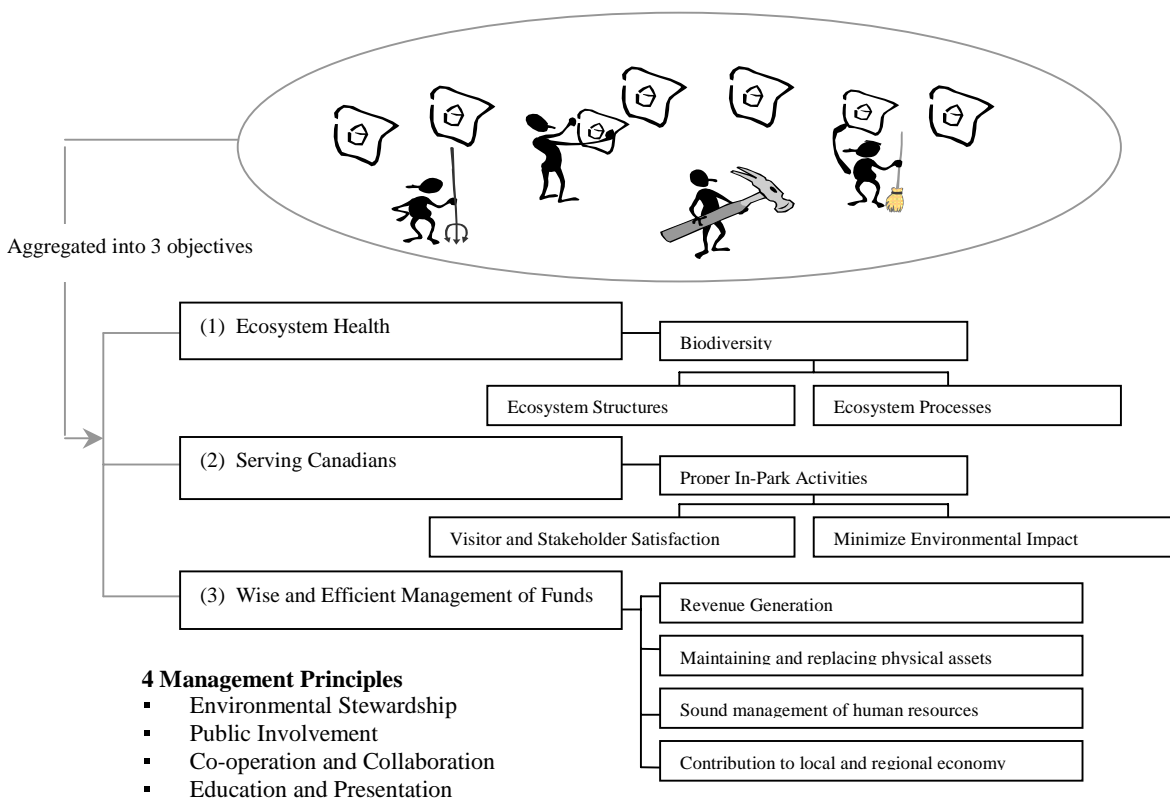 Aggregated into 3 objectives
(1) Ecosystem Health
Biodiversity
Ecosystem Structures
Ecosystem Processes
(2) Serving Canadians
Proper In-Park Activities
Visitor and Stakeholder Satisfaction
Minimize Environmental Impact
(3) Wise and Efficient Management of Funds
Revenue Generation
Maintaining and replacing physical assets
Sound management of human resources
Contribution to local and regional economy
4 Management Principles
▪ Environmental Stewardship
▪ Public Involvement
▪ Co-operation and Collaboration
▪ Education and Presentation